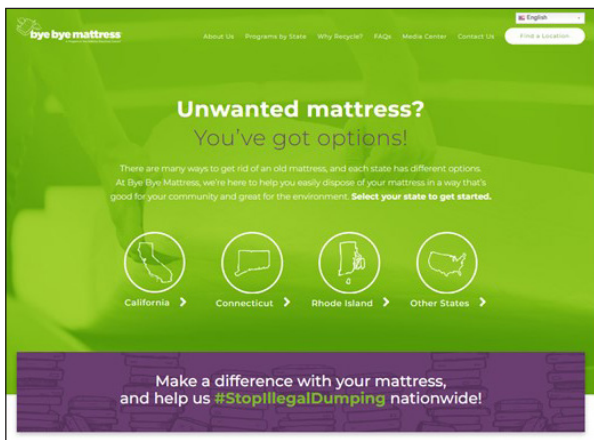 English
bye bye mattress
About Us Programs by State Why Recycle? FAQs Media Center Contact Us Find a Location
Unwanted mattress?
You've got options!
There are many ways to get rid of an old mattress, and each state has different options.
At Bye Bye Mattress, we're here to help you easily dispose of your mattress in a way that's
good for your community and great for the environment. Select your state to get started.
California Connecticut Rhode Island Other States
Make a difference with your mattress,
and help us #StopIllegalDumping nationwide!